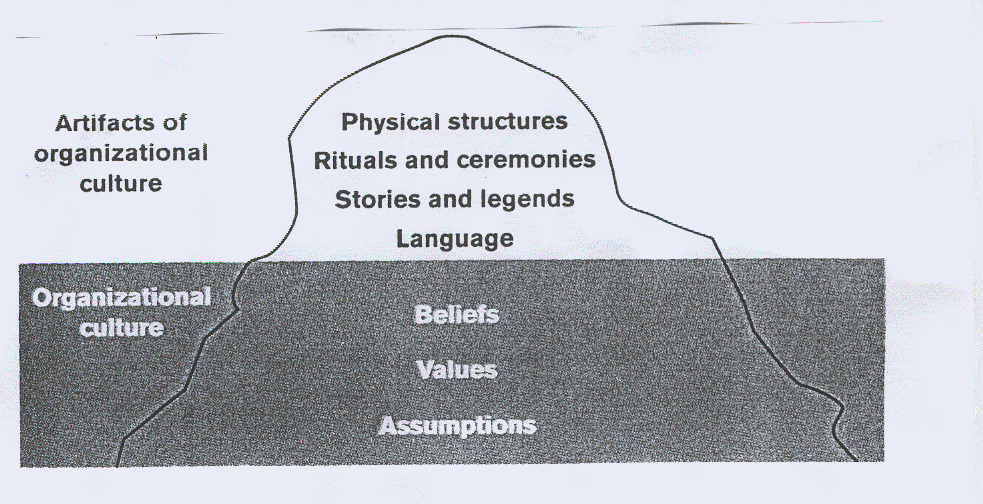 Artifacts of
organizational
culture
Physical structures
Rituals and ceremonies
Stories and legends
Language
Organizational
culture
Beliefs
Values
Assumptions